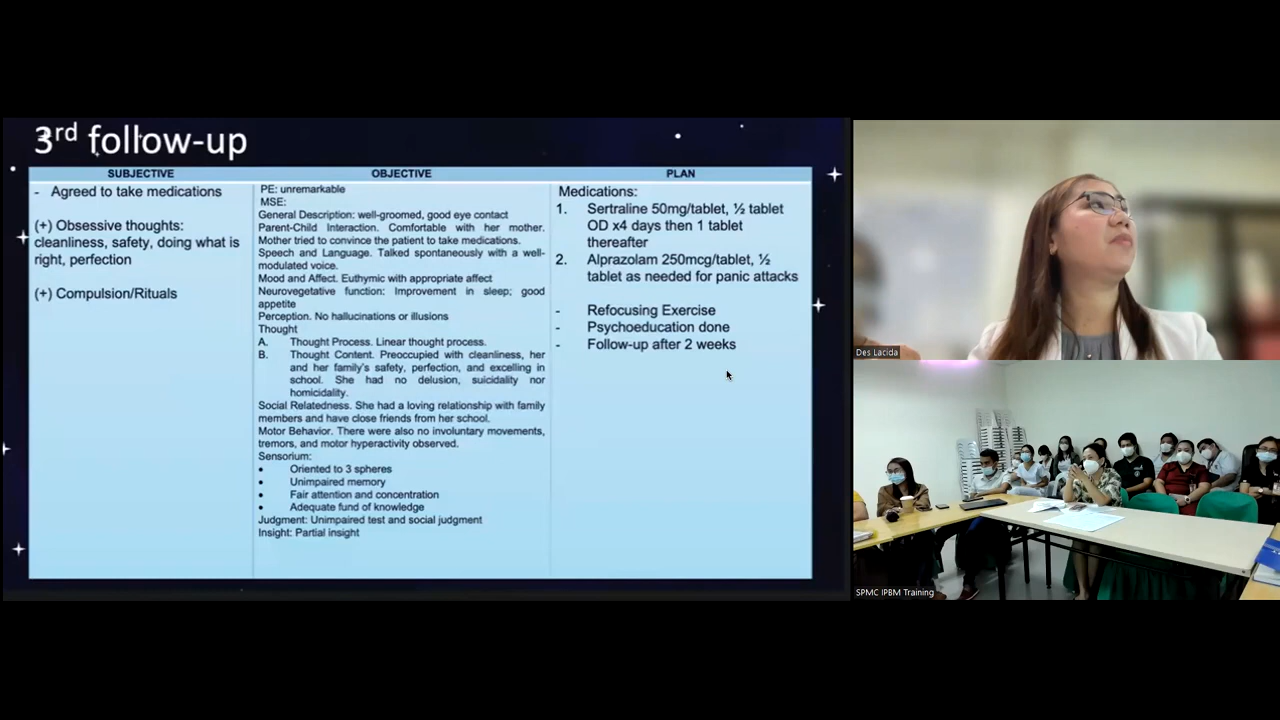 3rd follow-up
SUBJECTIVE
- Agreed to take medications
(+) Obsessive thoughts:
cleanliness, safety, doing what is
right, perfection
(+) Compulsion/Rituals
OBJECTIVE
PE: unremarkable
MSE:
General Description: well-groomed, good eye contact
Parent-Child Interaction. Comfortable with her mother.
Mother tried to convince the patient to take medications.
Speech and Language. Talked spontaneously with a well-
modulated voice.
Mood and Affect. Euthymic with appropriate affect
Neurovegetative function: Improvement in sleep; good
appetite
Perception. No hallucinations or illusions
Thought
A. Thought Process. Linear thought process.
B. Thought Content. Preoccupied with cleanliness, her
and her family's safety, perfection, and excelling in
school. She had no delusion, suicidality nor
homicidality.
Social Relatedness. She had a loving relationship with family
members and have close friends from her school.
Motor Behavior. There were also no involuntary movements,
tremors, and motor hyperactivity observed.
Sensorium:
• Oriented to 3 spheres
• Unimpaired memory
• Fair attention and concentration
• Adequate fund of knowledge
Judgment: Unimpaired test and social judgment
Insight: Partial insight
PLAN
Medications:
1. Sertraline 50mg/tablet, ½ tablet
OD x4 days then 1 tablet
thereafter
2. Alprazolam 250mcg/tablet, ½
tablet as needed for panic attacks
- Refocusing Exercise
- Psychoeducation done
- Follow-up after 2 weeks
Des Lacida
SPMC IPBM Training